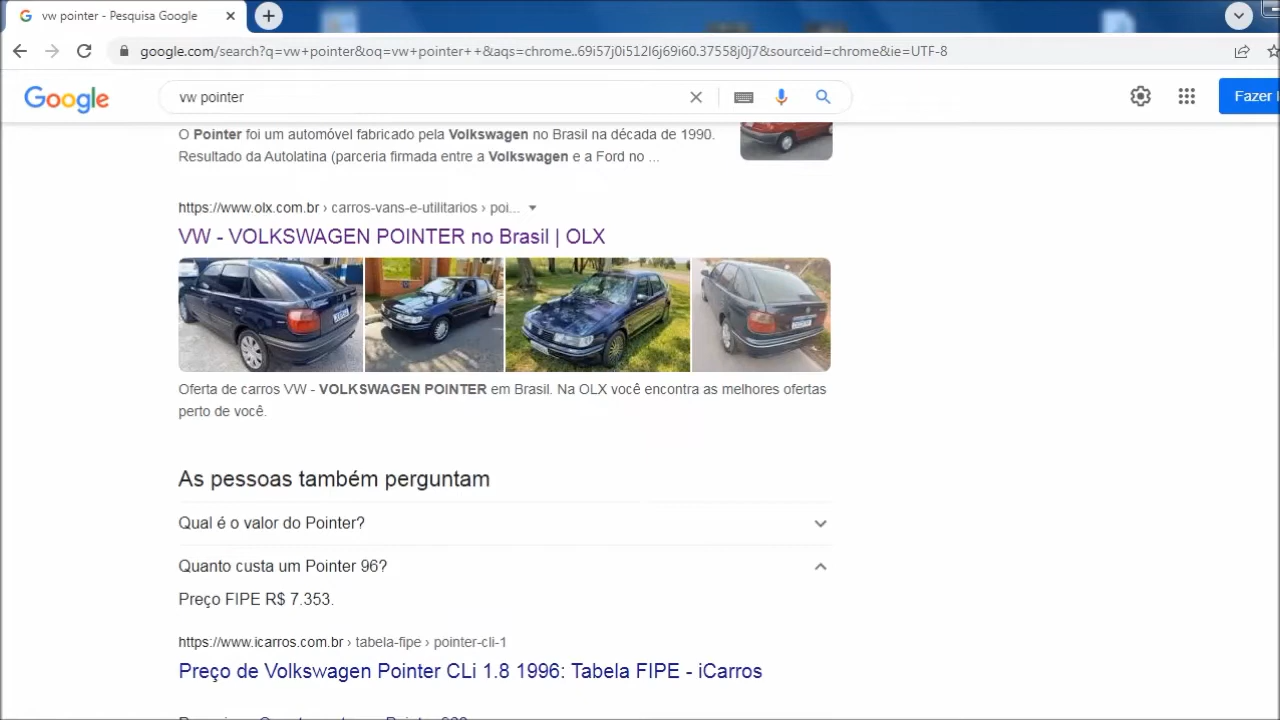 vw pointer - Pesquisa Google
google.com/search?q=vw+pointer&oq=vw+pointer++&aqs=chrome..69i57j0i512l6j69i60.37558j0j7&sourceid=chrome&ie=UTF-8
Google
vw pointer
Fazer
O Pointer foi um automóvel fabricado pela Volkswagen no Brasil na década de 1990.
Resultado da Autolatina (parceria firmada entre a Volkswagen e a Ford no ...
https://www.olx.com.br › carros-vans-e-utilitarios › poi...
VW - VOLKSWAGEN POINTER no Brasil | OLX
Oferta de carros VW - VOLKSWAGEN POINTER em Brasil. Na OLX você encontra as melhores ofertas
perto de você.
As pessoas também perguntam
Qual é o valor do Pointer?
Quanto custa um Pointer 96?
Preço FIPE R$ 7.353.
https://www.icarros.com.br › tabela-fipe › pointer-cli-1
Preço de Volkswagen Pointer CLi 1.8 1996: Tabela FIPE - iCarros